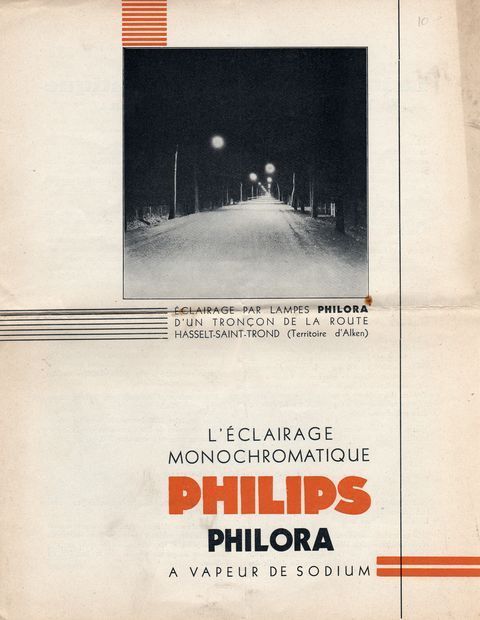 10
ÉCLAIRAGE PAR LAMPES PHILORA
D'UN TRONÇON DE LA ROUTE
HASSELT-SAINT-TROND (Territoire d'Alken)
L'ÉCLAIRAGE
MONOCHROMATIQUE
PHILIPS
PHILORA
A VAPEUR DE SODIUM